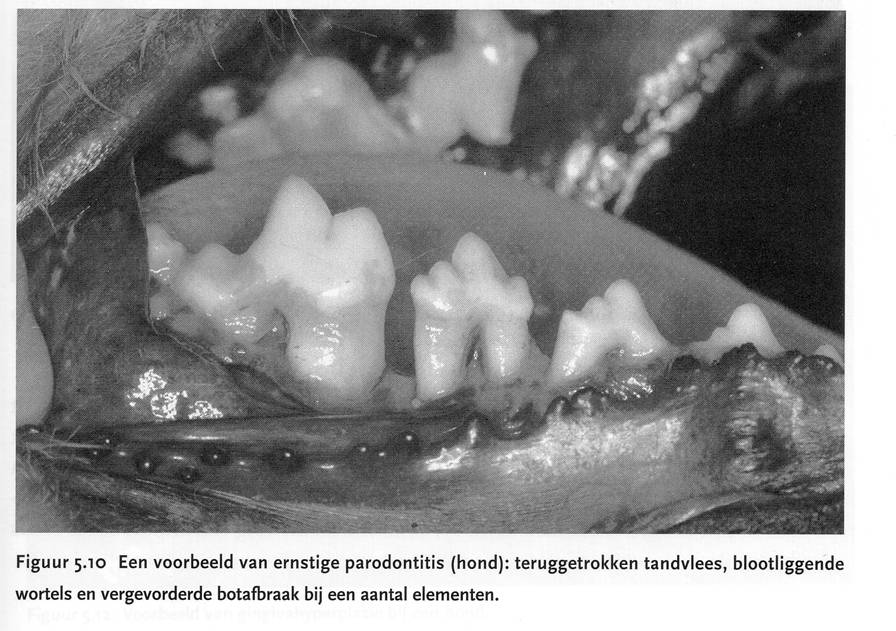 Figuur 5.10 Een voorbeeld van ernstige parodontitis (hond): teruggetrokken tandvlees, blootliggende
wortels en vergevorderde botafbraak bij een aantal elementen.